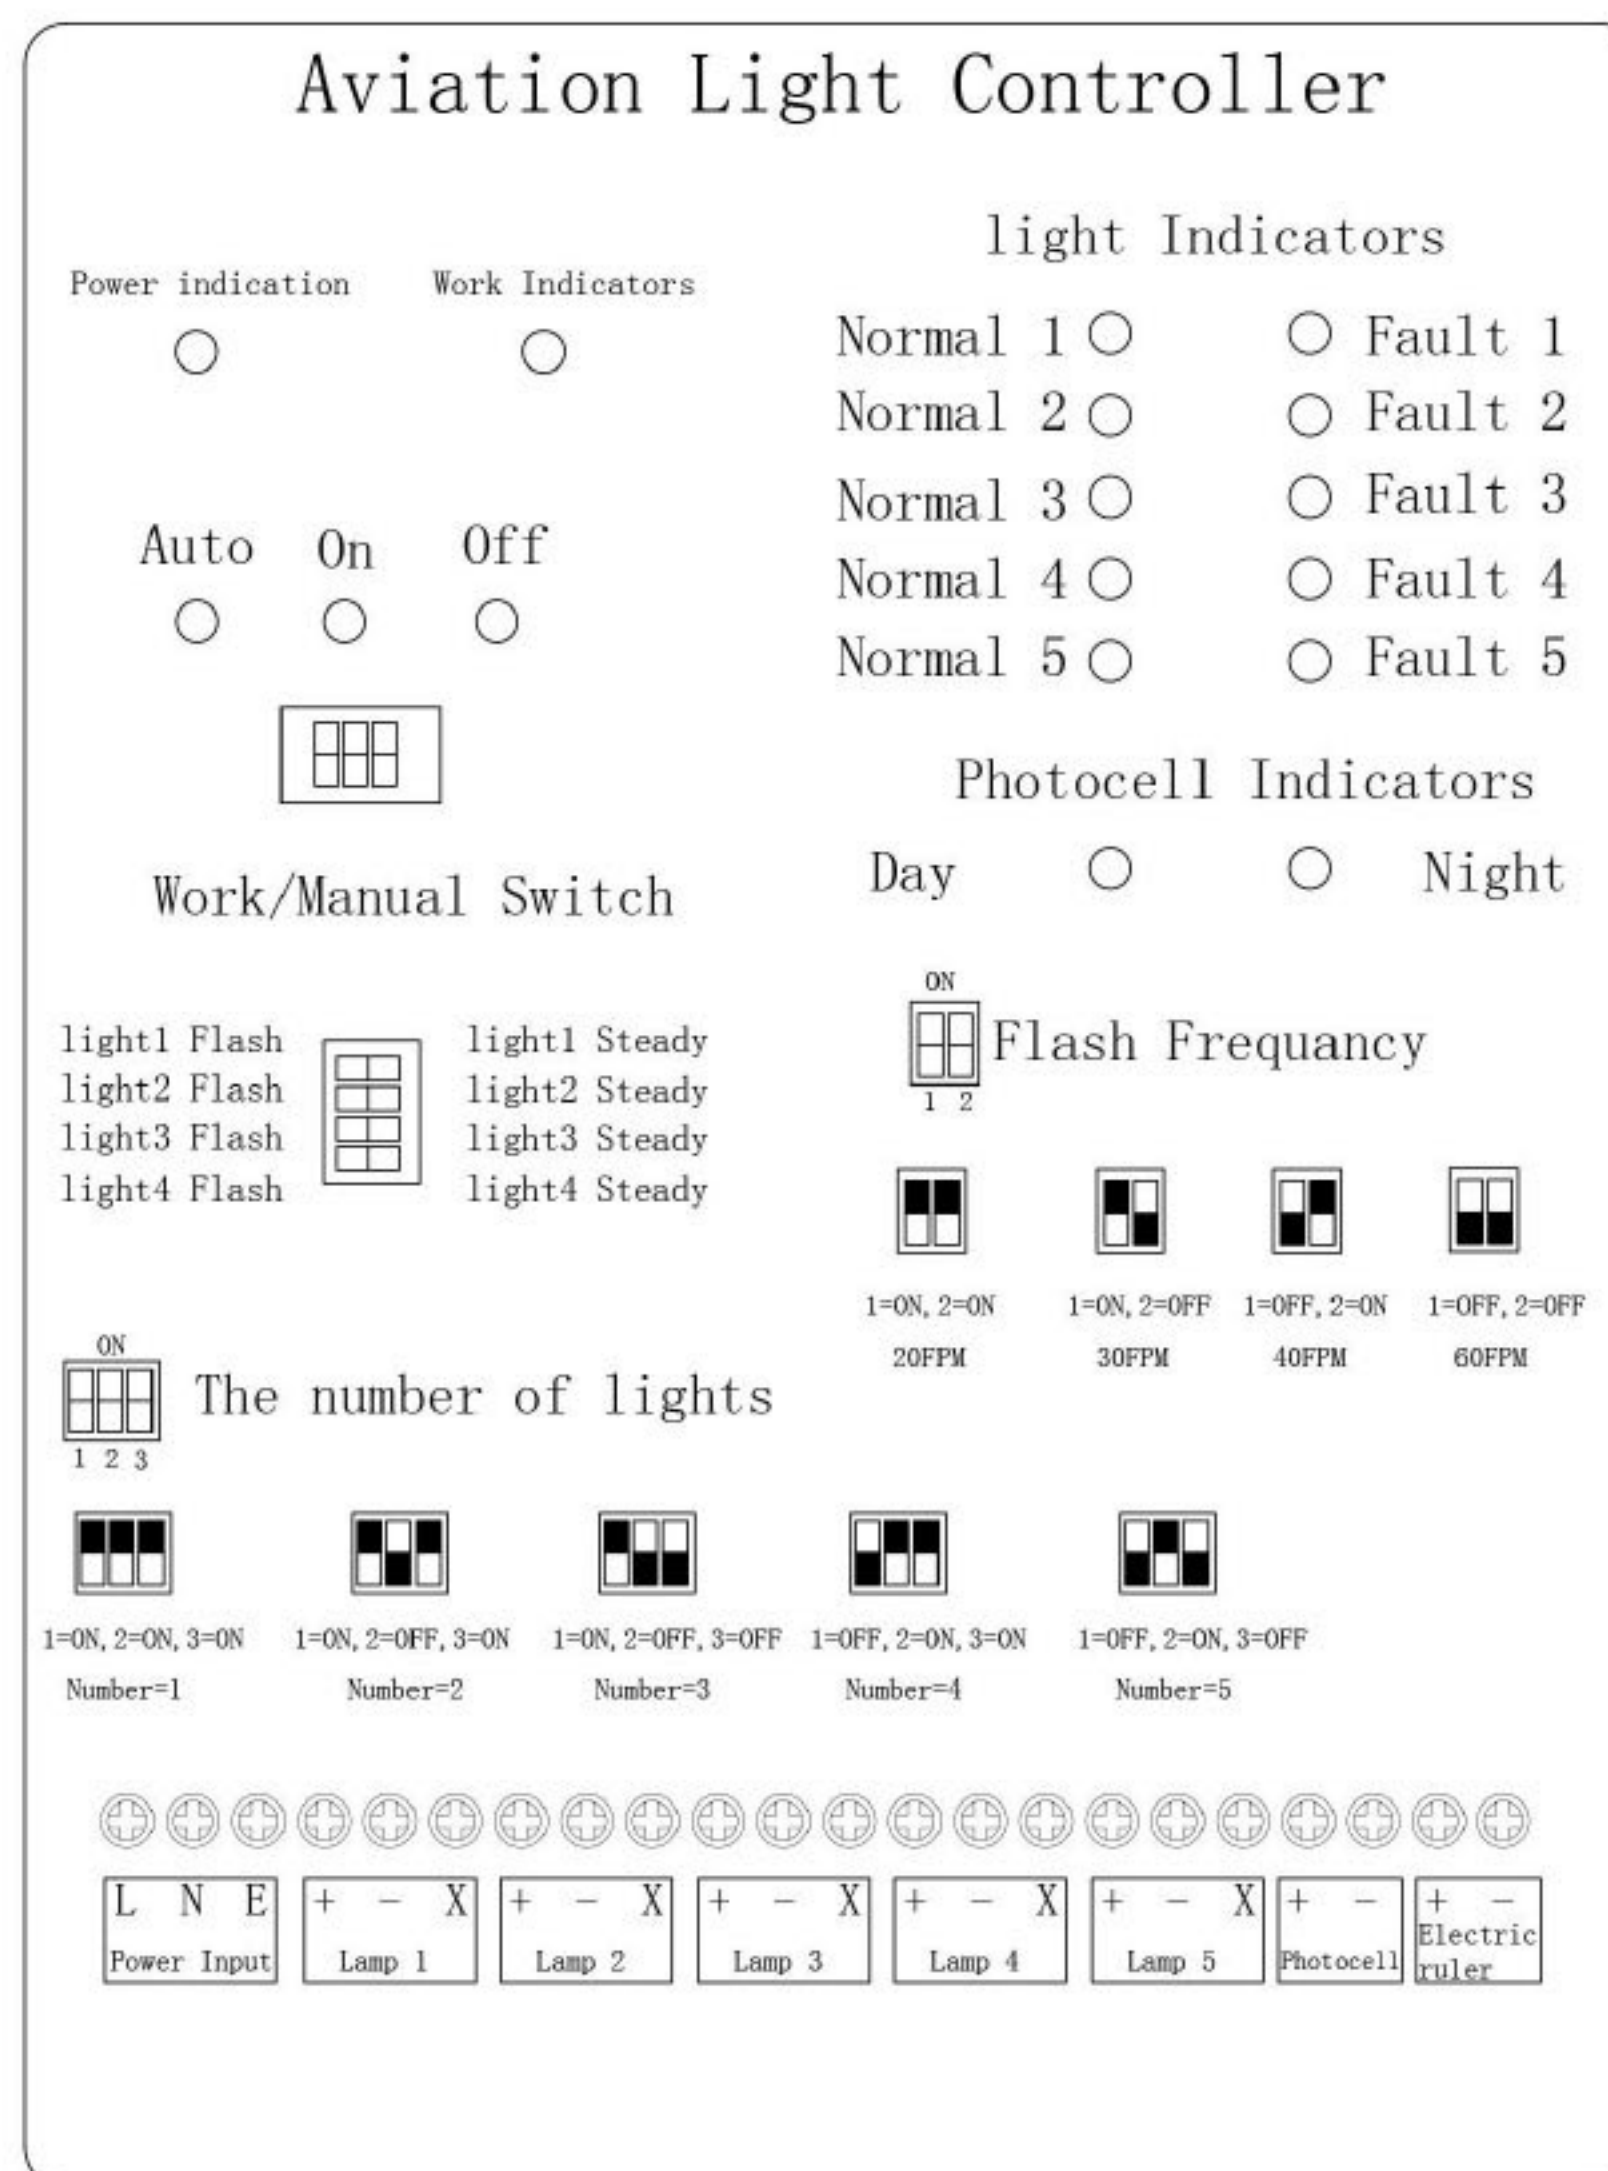 Aviation Light Controller
light Indicators
Power indication Work Indicators
Normal 1 Fault 1
Normal 2 Fault 2
Normal 3 Fault 3
Normal 4 Fault 4
Normal 5 Fault 5
Auto On Off
Photocell Indicators
Day Night
Work/Manual Switch
ON
Flash Frequancy
1 2
light1 Flash light1 Steady
light2 Flash light2 Steady
light3 Flash light3 Steady
light4 Flash light4 Steady
1=ON, 2=ON 1=ON, 2=OFF 1=OFF, 2=ON 1=OFF, 2=OFF
20FPM 30FPM 40FPM 60FPM
ON
The number of lights
1 2 3
1=ON, 2=ON, 3=ON 1=ON, 2=OFF, 3=ON 1=ON, 2=OFF, 3=OFF 1=OFF, 2=ON, 3=ON 1=OFF, 2=ON, 3=OFF
Number=1 Number=2 Number=3 Number=4 Number=5
L N E + − X + − X + − X + − X + − X + − + −
Power Input Lamp 1 Lamp 2 Lamp 3 Lamp 4 Lamp 5 Photocell Electric
ruler